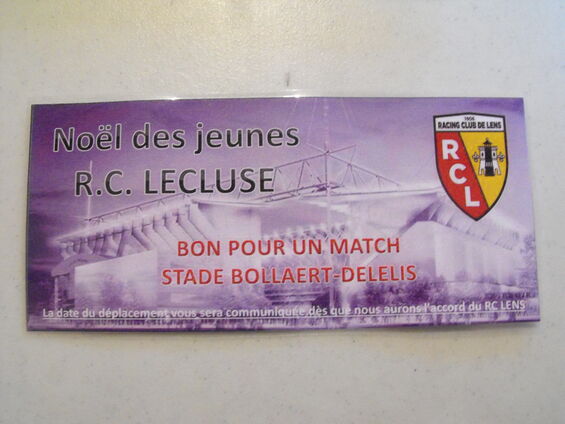 Noël des jeunes
R.C. LECLUSE
1906
RACING CLUB DE LENS
RCL
BON POUR UN MATCH
STADE BOLLAERT-DELELIS
La date du déplacement vous sera communiquée dès que nous aurons l'accord du RC LENS